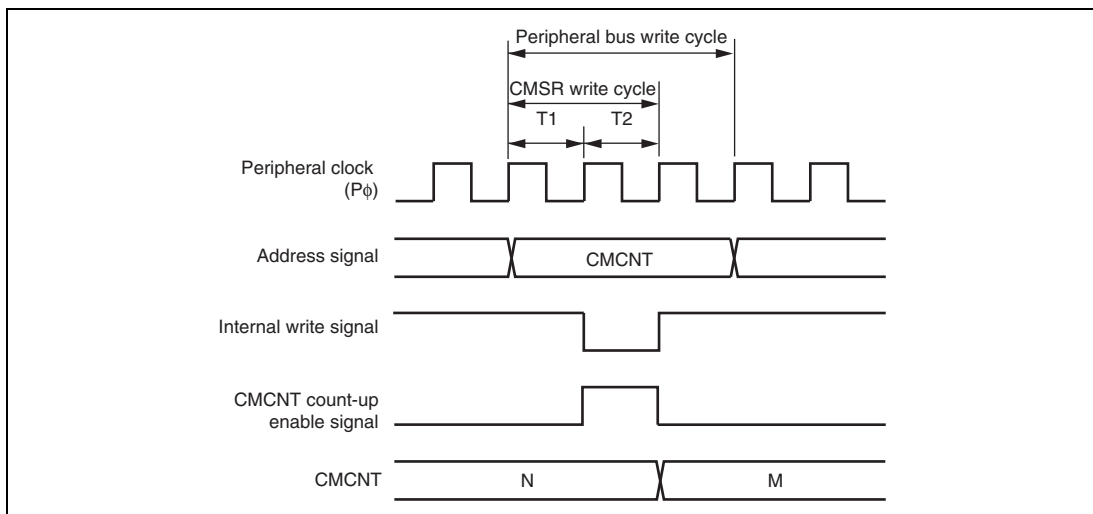 Peripheral bus write cycle
CMSR write cycle
T1 T2
Peripheral clock
(Pϕ)
Address signal CMCNT
Internal write signal
CMCNT count-up
enable signal
CMCNT N M